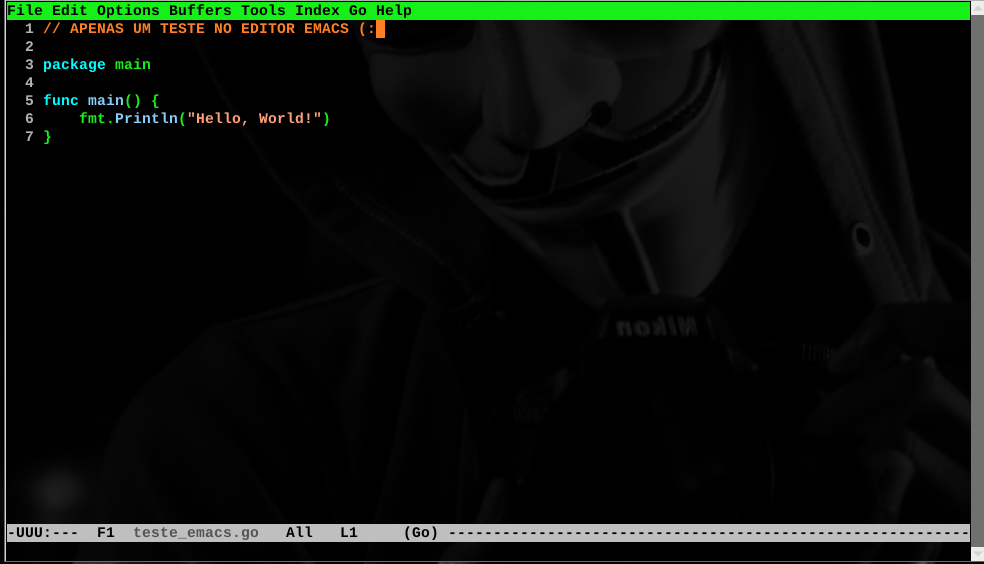 File Edit Options Buffers Tools Index Go Help
1 // APENAS UM TESTE NO EDITOR EMACS (:
2
3 package main
4
5 func main() {
6     fmt.Println("Hello, World!")
7 }
Nikon
-UUU:---  F1  teste_emacs.go   All   L1     (Go) ----------------------------------------------------------